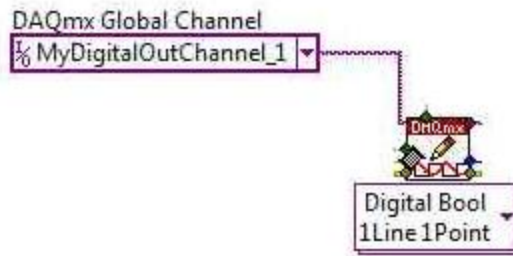 DAQmx Global Channel
I/O MyDigitalOutChannel_1
DAQmx
Digital Bool
1Line 1Point